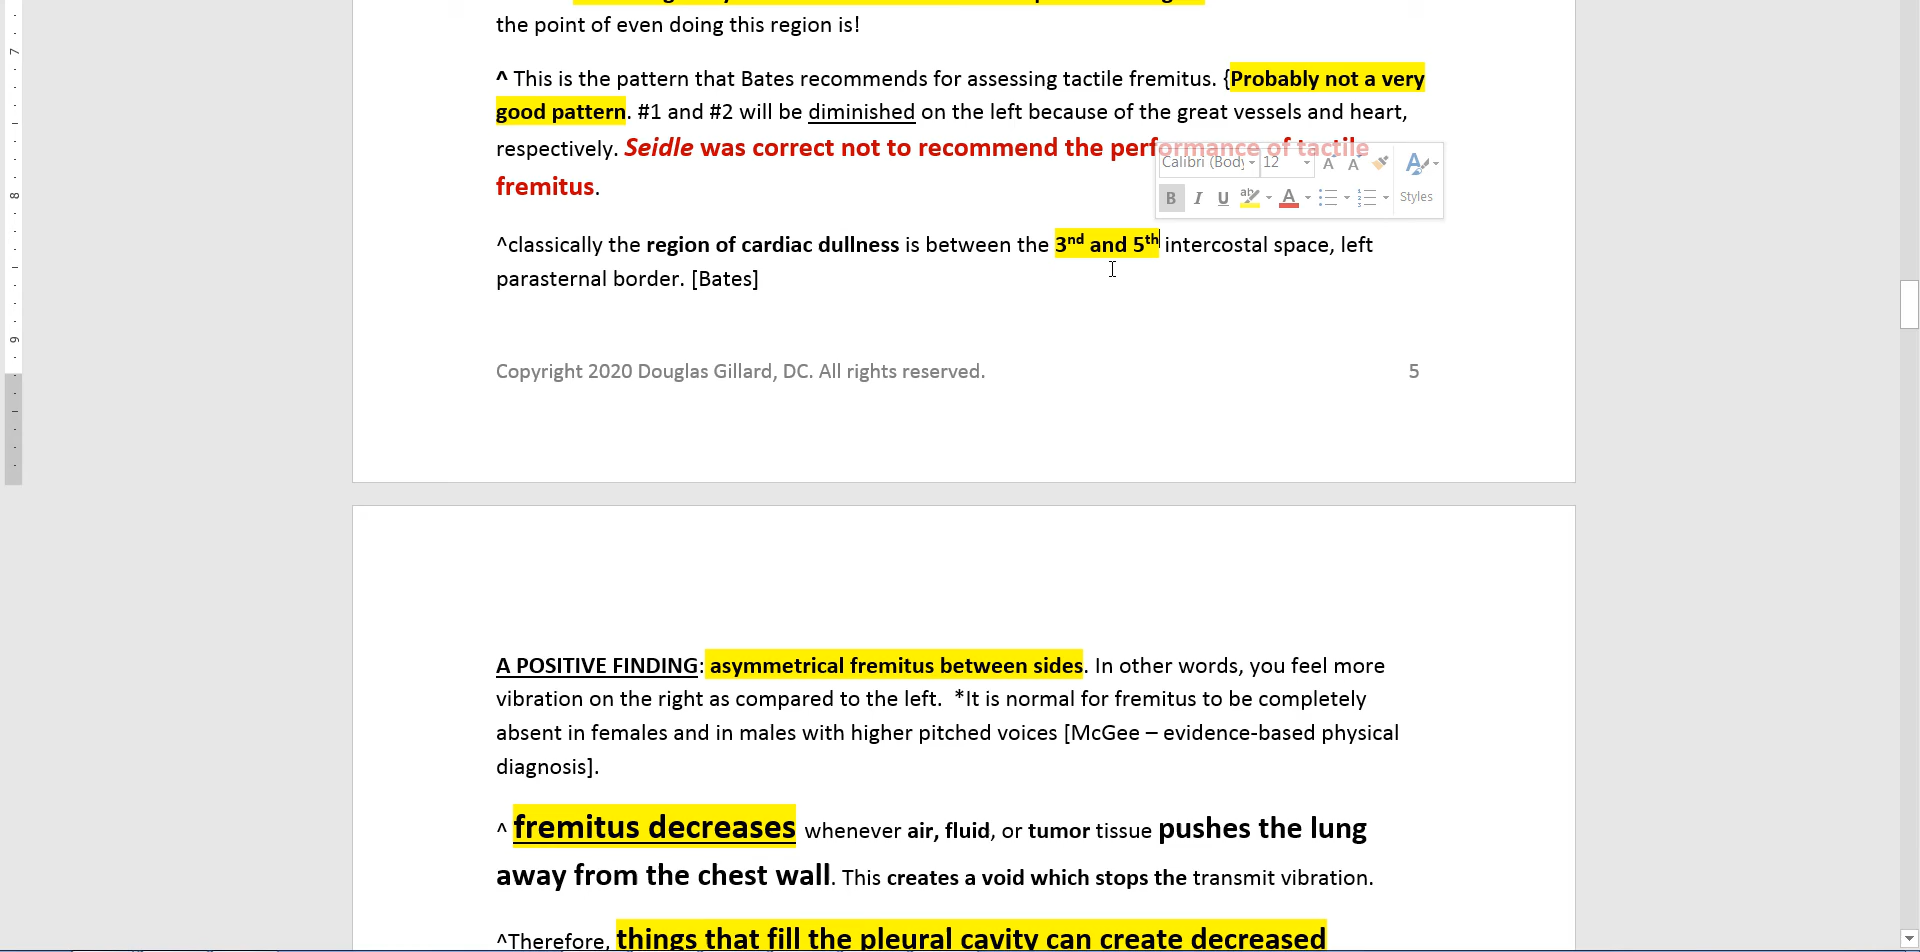 the point of even doing this region is!
^ This is the pattern that Bates recommends for assessing tactile fremitus. {Probably not a very
good pattern. #1 and #2 will be diminished on the left because of the great vessels and heart,
respectively. Seidle was correct not to recommend the performance of tactile
fremitus.
Calibri (Body
12
A A A
B I U ab A Styles
^classically the region of cardiac dullness is between the 3nd and 5th intercostal space, left
parasternal border. [Bates]
Copyright 2020 Douglas Gillard, DC. All rights reserved. 5
7
8
9
A POSITIVE FINDING: asymmetrical fremitus between sides. In other words, you feel more
vibration on the right as compared to the left. *It is normal for fremitus to be completely
absent in females and in males with higher pitched voices [McGee – evidence-based physical
diagnosis].
^ fremitus decreases whenever air, fluid, or tumor tissue pushes the lung
away from the chest wall. This creates a void which stops the transmit vibration.
^Therefore, things that fill the pleural cavity can create decreased